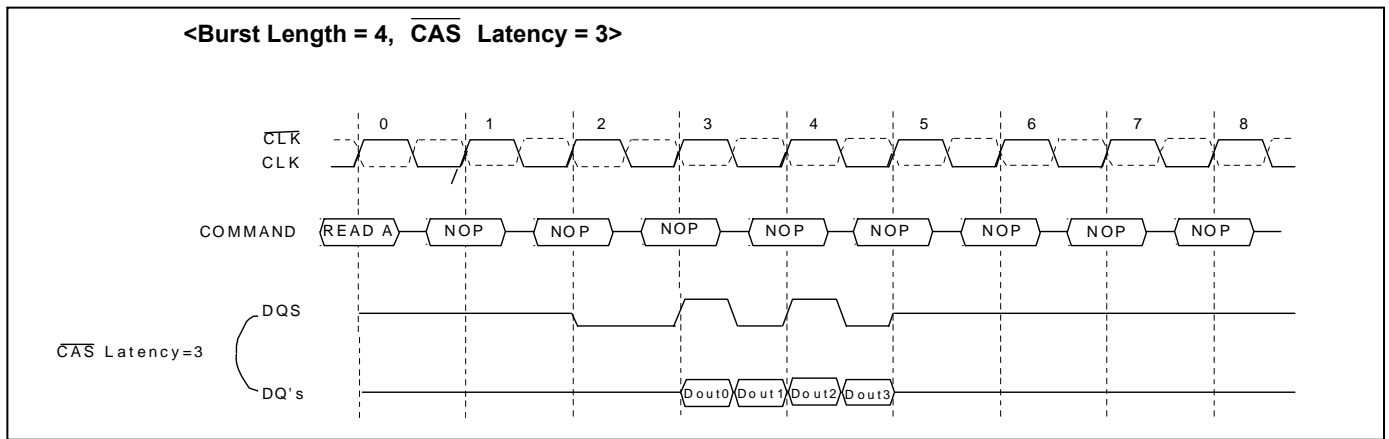 <Burst Length = 4, CAS Latency = 3>
0 1 2 3 4 5 6 7 8
CLK
CLK
COMMAND READ A NOP NOP NOP NOP NOP NOP NOP NOP
DQS
CAS Latency=3
DQ's Dout0 Dout1 Dout2 Dout3